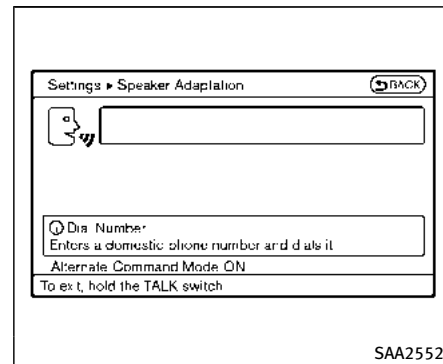 Settings ▸ Speaker Adaptation
BACK
Dial Number
Enters a domestic phone number and dials it
Alternate Command Mode ON
To exit, hold the TALK switch
SAA2552